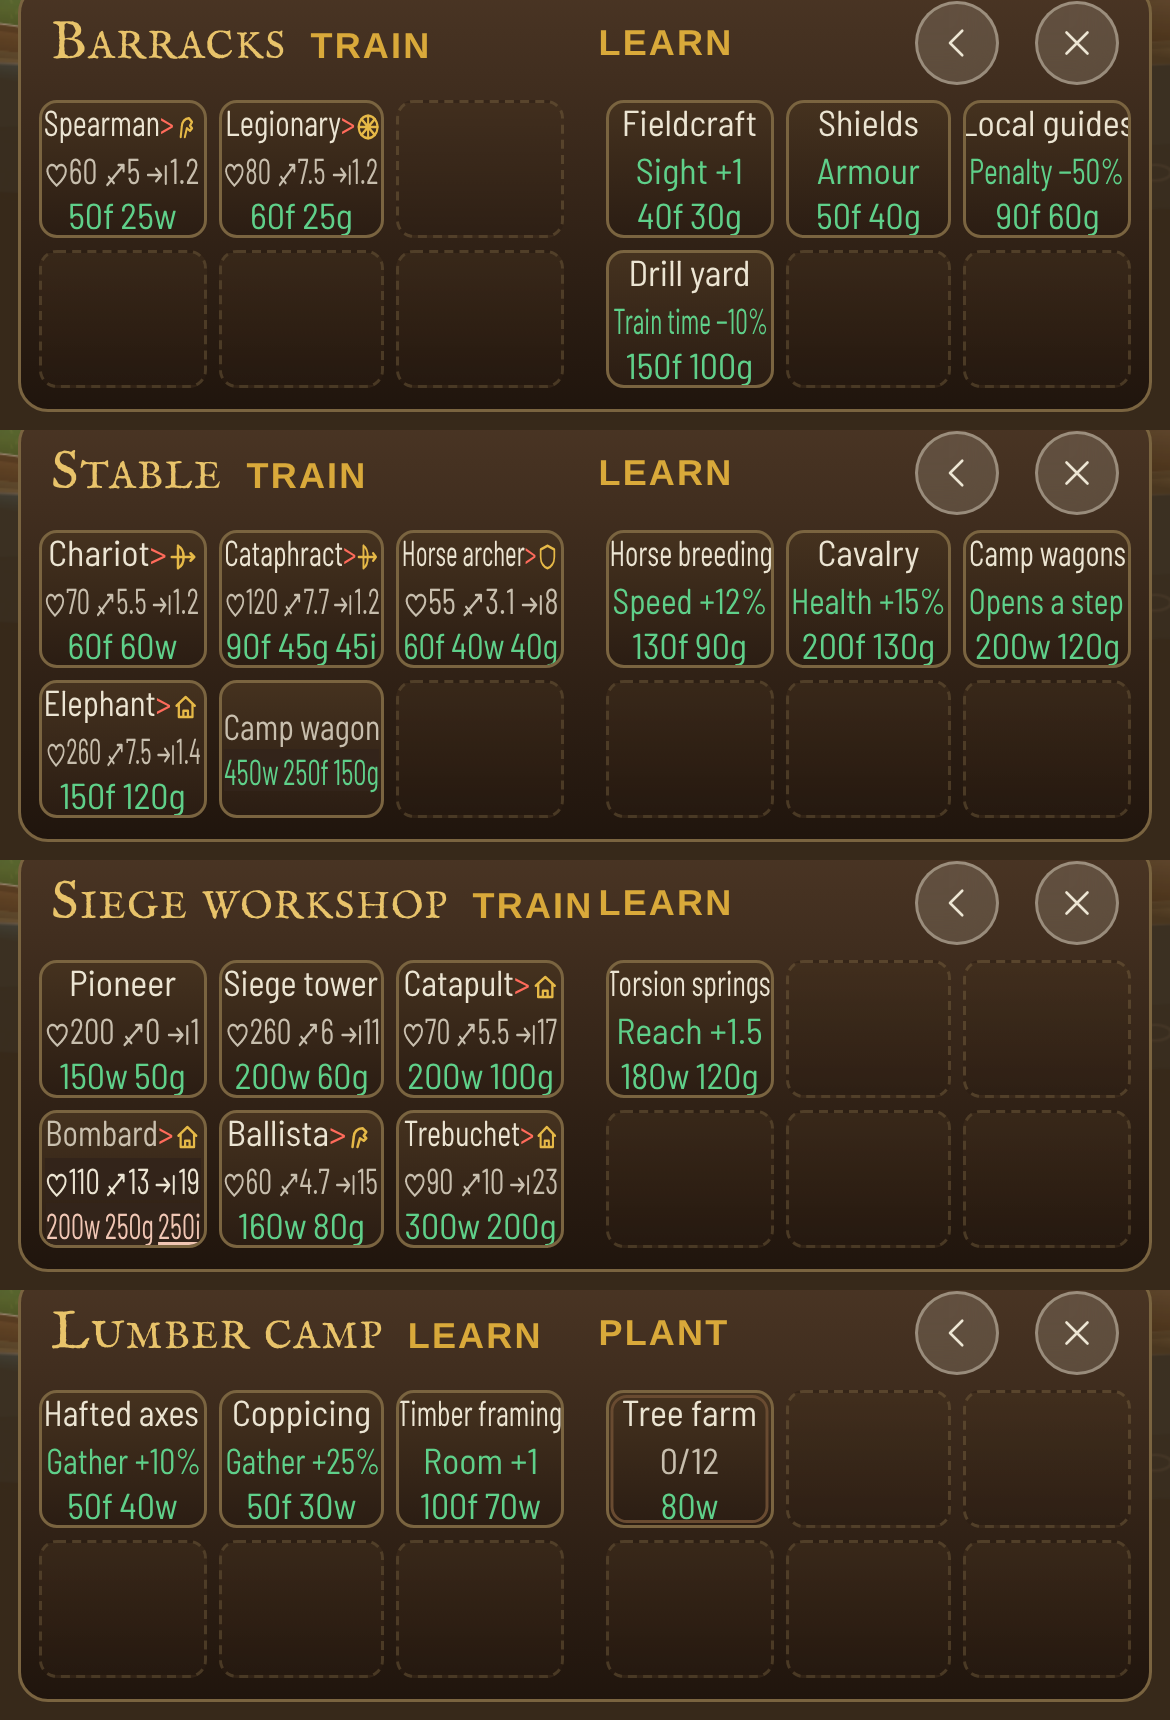 BARRACKS TRAIN LEARN
Spearman> Legionary> Fieldcraft Shields Local guides
60 5 1.2 80 7.5 1.2 Sight +1 Armour Penalty −50%
50f 25w 60f 25g 40f 30g 50f 40g 90f 60g
Drill yard
Train time −10%
150f 100g
STABLE TRAIN LEARN
Chariot> Cataphract> Horse archer> Horse breeding Cavalry Camp wagons
70 5.5 1.2 120 7.7 1.2 55 3.1 8 Speed +12% Health +15% Opens a step
60f 60w 90f 45g 45i 60f 40w 40g 130f 90g 200f 130g 200w 120g
Elephant> Camp wagon
260 7.5 1.4 450w 250f 150g
150f 120g
SIEGE WORKSHOP TRAIN LEARN
Pioneer Siege tower Catapult> Torsion springs
200 0 1 260 6 11 70 5.5 17 Reach +1.5
150w 50g 200w 60g 200w 100g 180w 120g
Bombard> Ballista> Trebuchet>
110 13 19 60 4.7 15 90 10 23
200w 250g 250i 160w 80g 300w 200g
LUMBER CAMP LEARN PLANT
Hafted axes Coppicing Timber framing Tree farm
Gather +10% Gather +25% Room +1 0/12
50f 40w 50f 30w 100f 70w 80w